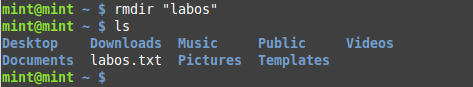 mint@mint ~ $ rmdir "labos"
mint@mint ~ $ ls
Desktop    Downloads  Music     Public     Videos
Documents  labos.txt  Pictures  Templates
mint@mint ~ $